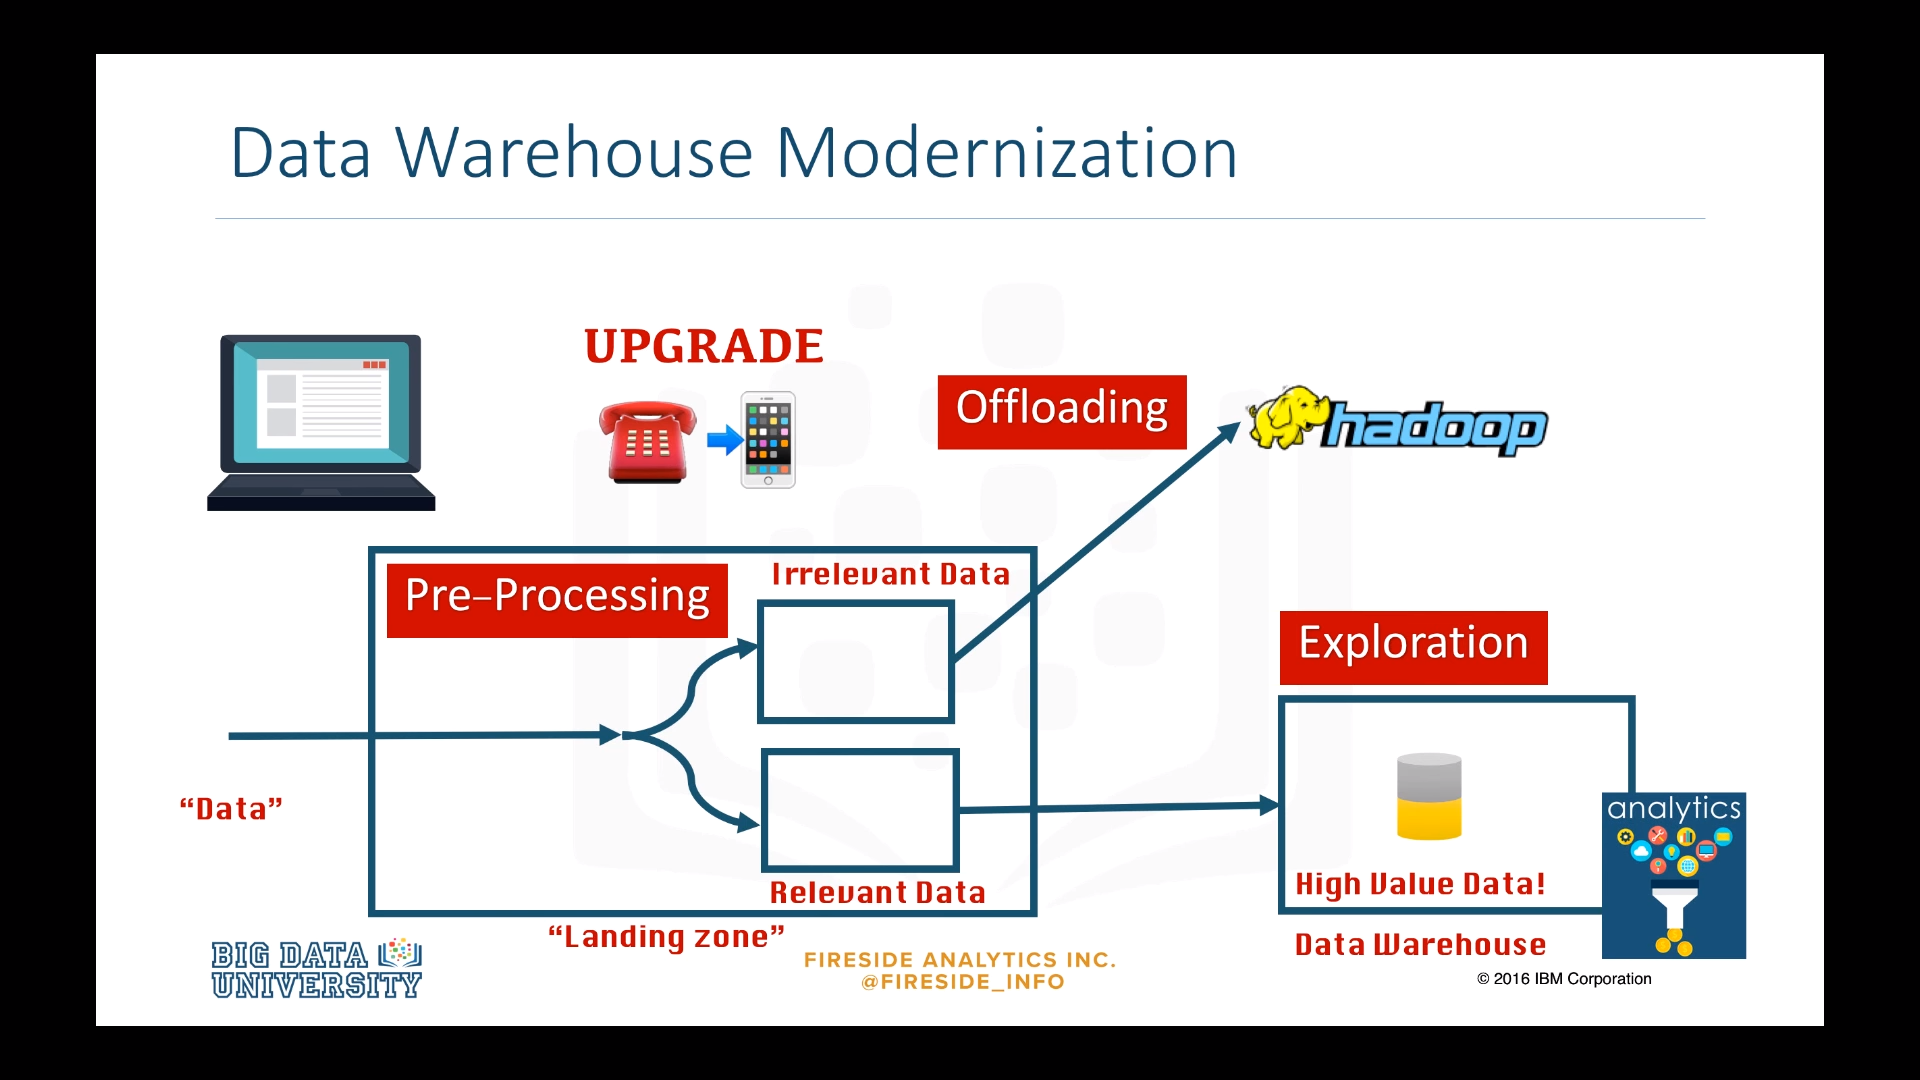 Data Warehouse Modernization
UPGRADE
Offloading
hadoop
Pre-Processing
Irrelevant Data
Exploration
"Data"
analytics
High Value Data!
Relevant Data
"Landing zone"
Data Warehouse
BIG DATA
UNIVERSITY
FIRESIDE ANALYTICS INC.
@FIRESIDE_INFO
© 2016 IBM Corporation